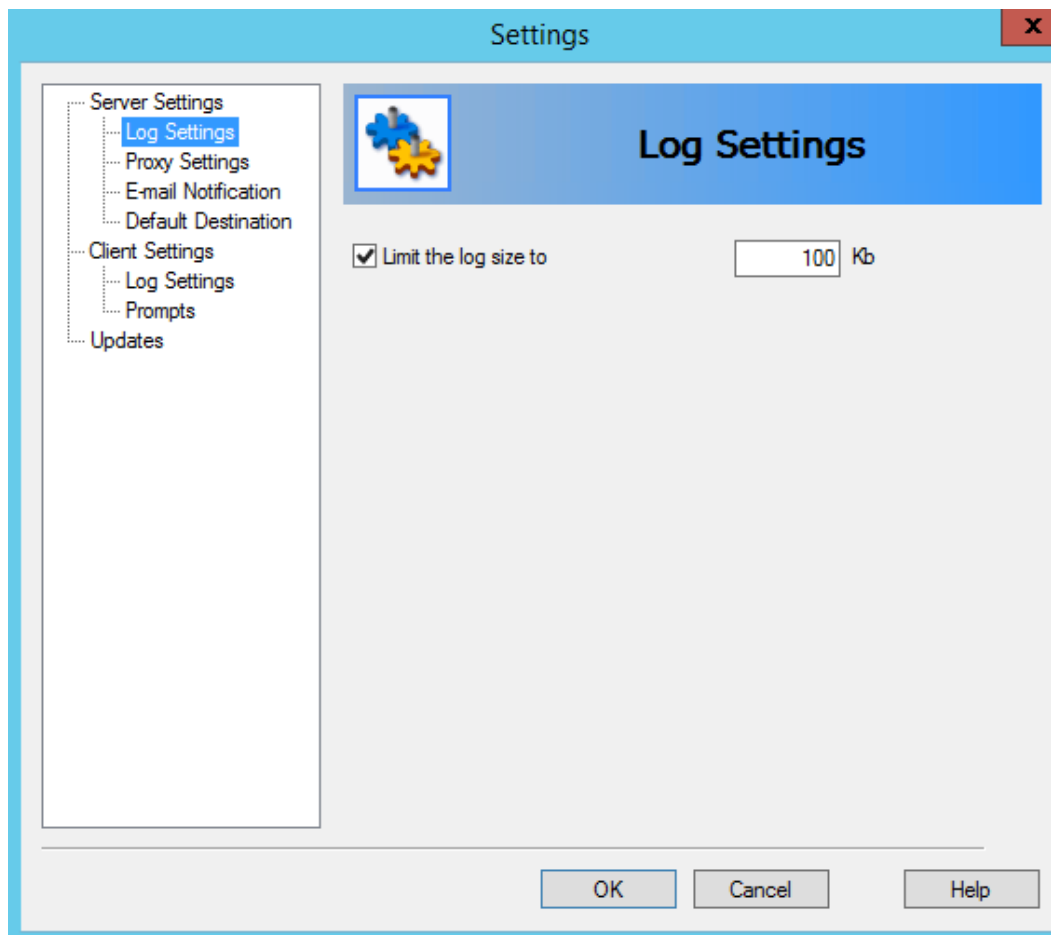 Settings
x
Server Settings
Log Settings
Proxy Settings
E-mail Notification
Default Destination
Client Settings
Log Settings
Prompts
Updates
Log Settings
Limit the log size to 100 Kb
OK Cancel Help